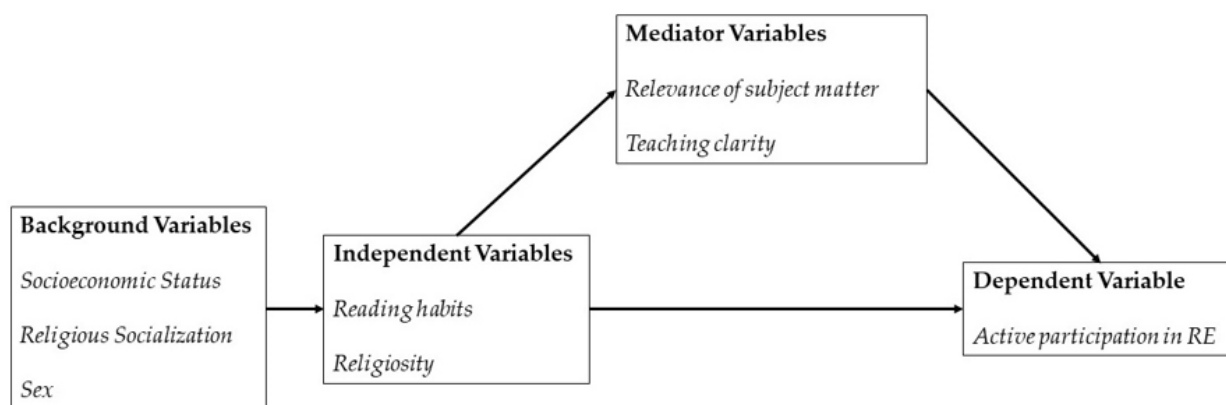 Mediator Variables
Relevance of subject matter
Teaching clarity
Background Variables
Socioeconomic Status
Religious Socialization
Sex
Independent Variables
Reading habits
Religiosity
Dependent Variable
Active participation in RE